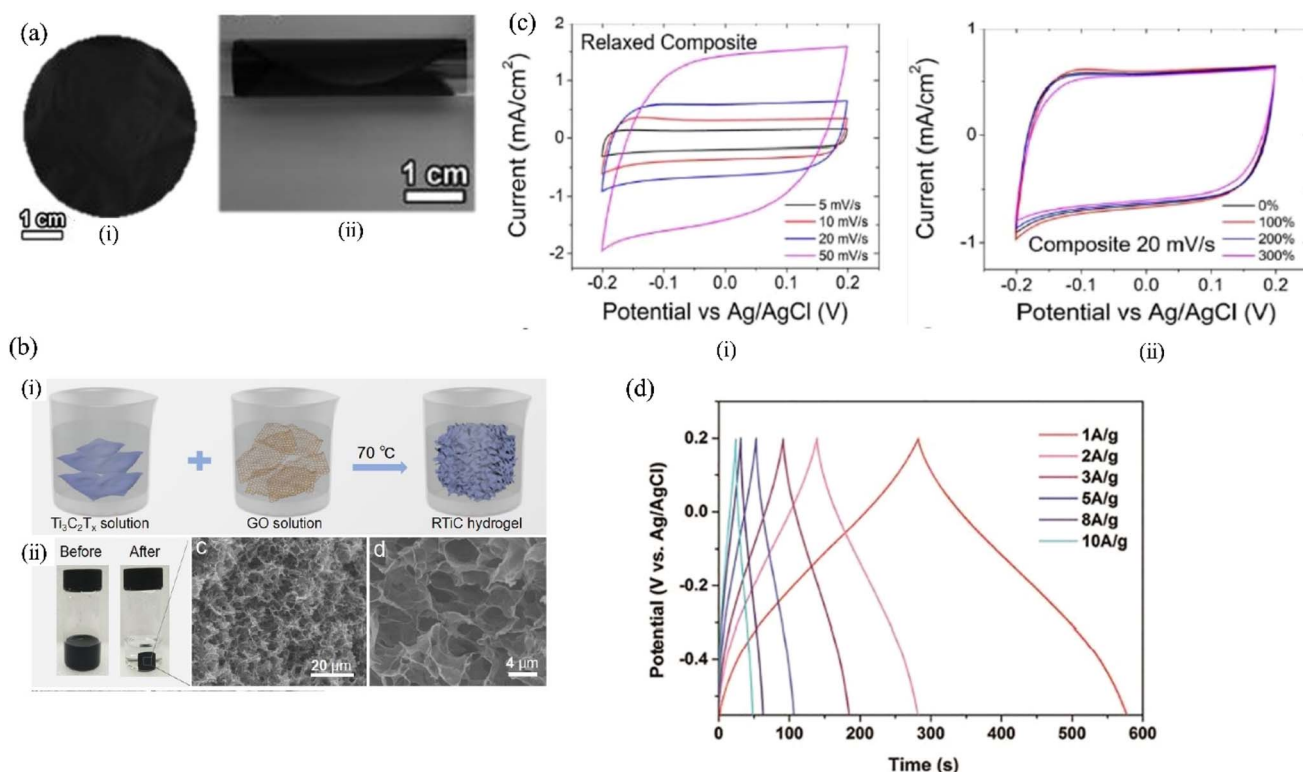 (a)
1 cm
(i)
1 cm
(ii)
(c)
Relaxed Composite
Current (mA/cm²)
2
1
0
-1
-2
5 mV/s
10 mV/s
20 mV/s
50 mV/s
-0.2 -0.1 0.0 0.1 0.2
Potential vs Ag/AgCl (V)
(i)
Current (mA/cm²)
1
0
-1
0%
100%
200%
300%
Composite 20 mV/s
-0.2 -0.1 0.0 0.1 0.2
Potential vs Ag/AgCl (V)
(ii)
(b)
(i)
70 °C
Ti₃C₂Tₓ solution
GO solution
RTiC hydrogel
(ii)
Before
After
c
20 µm
d
4 µm
(d)
Potential (V vs. Ag/AgCl)
0.2
0.0
-0.2
-0.4
1A/g
2A/g
3A/g
5A/g
8A/g
10A/g
0 100 200 300 400 500 600
Time (s)